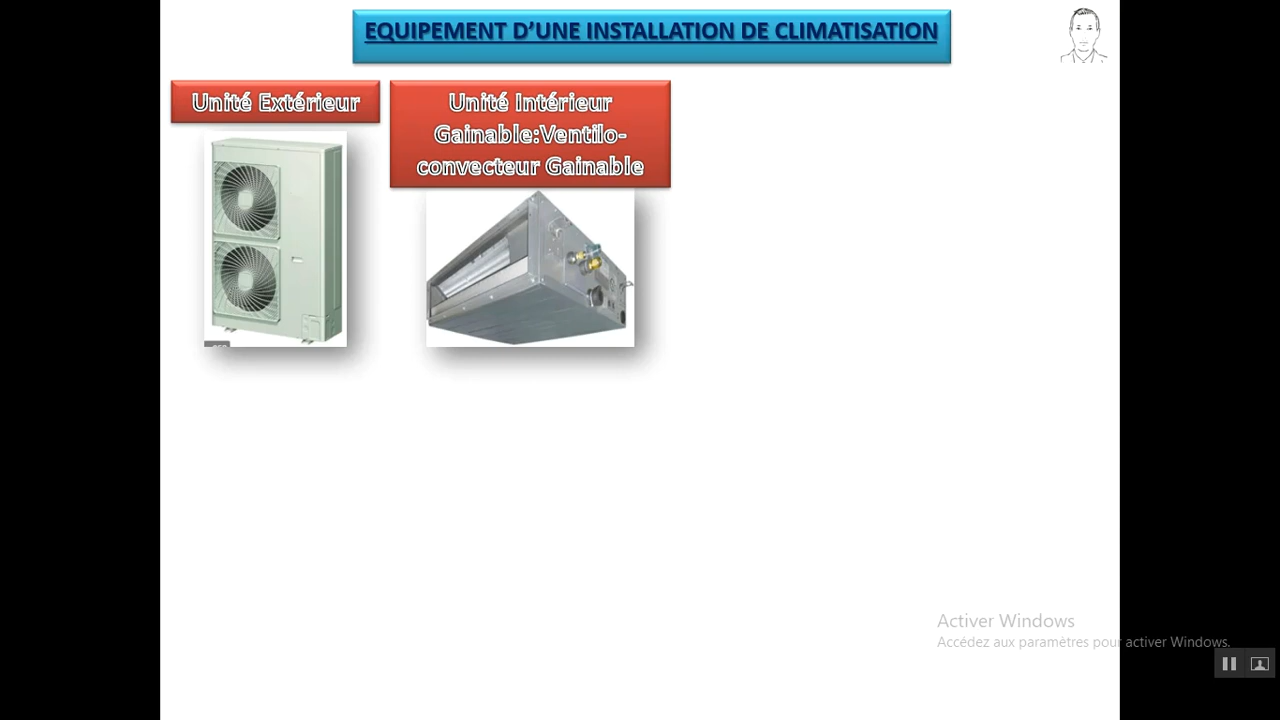 EQUIPEMENT D’UNE INSTALLATION DE CLIMATISATION
Unité Extérieur
Unité Intérieur
Gainable:Ventilo-
convecteur Gainable
Activer Windows
Accédez aux paramètres pour activer Windows.